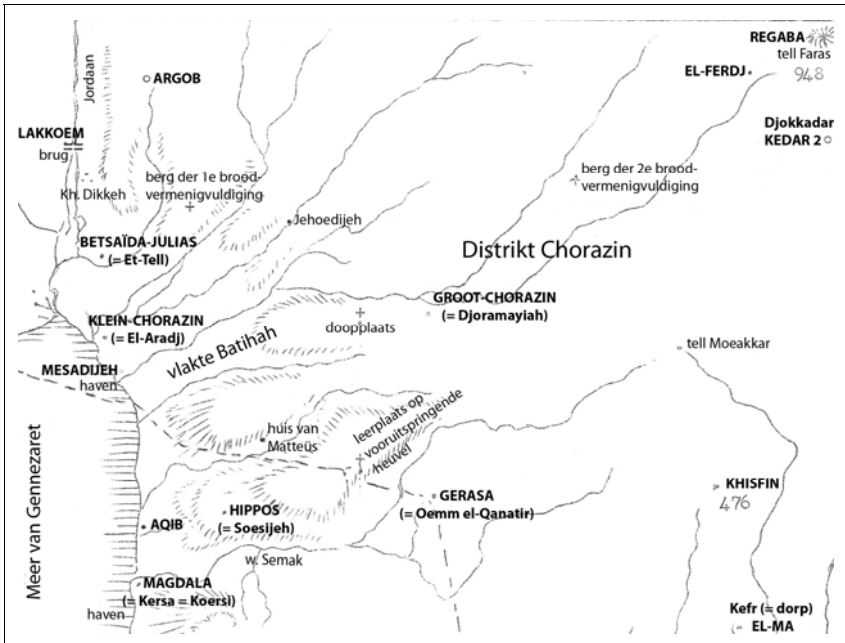 REGABA
tell Faras
948
EL-FERDJ
Jordaan
ARGOB
Djokkadar
KEDAR 2
LAKKOEM
brug
Kh. Dikkeh
berg der 1e brood-
vermenigvuldiging
berg der 2e brood-
vermenigvuldiging
Jehoedijeh
BETSAÏDA-JULIAS
(= Et-Tell)
Distrikt Chorazin
GROOT-CHORAZIN
(= Djoramayiah)
KLEIN-CHORAZIN
(= El-Aradj)
doopplaats
vlakte Batihah
tell Moeakkar
MESADIJEH
haven
huis van
Matteüs
leerplaats op
vooruitspringende
heuvel
KHISFIN
476
GERASA
(= Oemm el-Qanatir)
HIPPOS
(= Soesijeh)
AQIB
Meer van Gennezaret
w. Semak
MAGDALA
(= Kersa = Koersi)
haven
Kefr (= dorp)
EL-MA